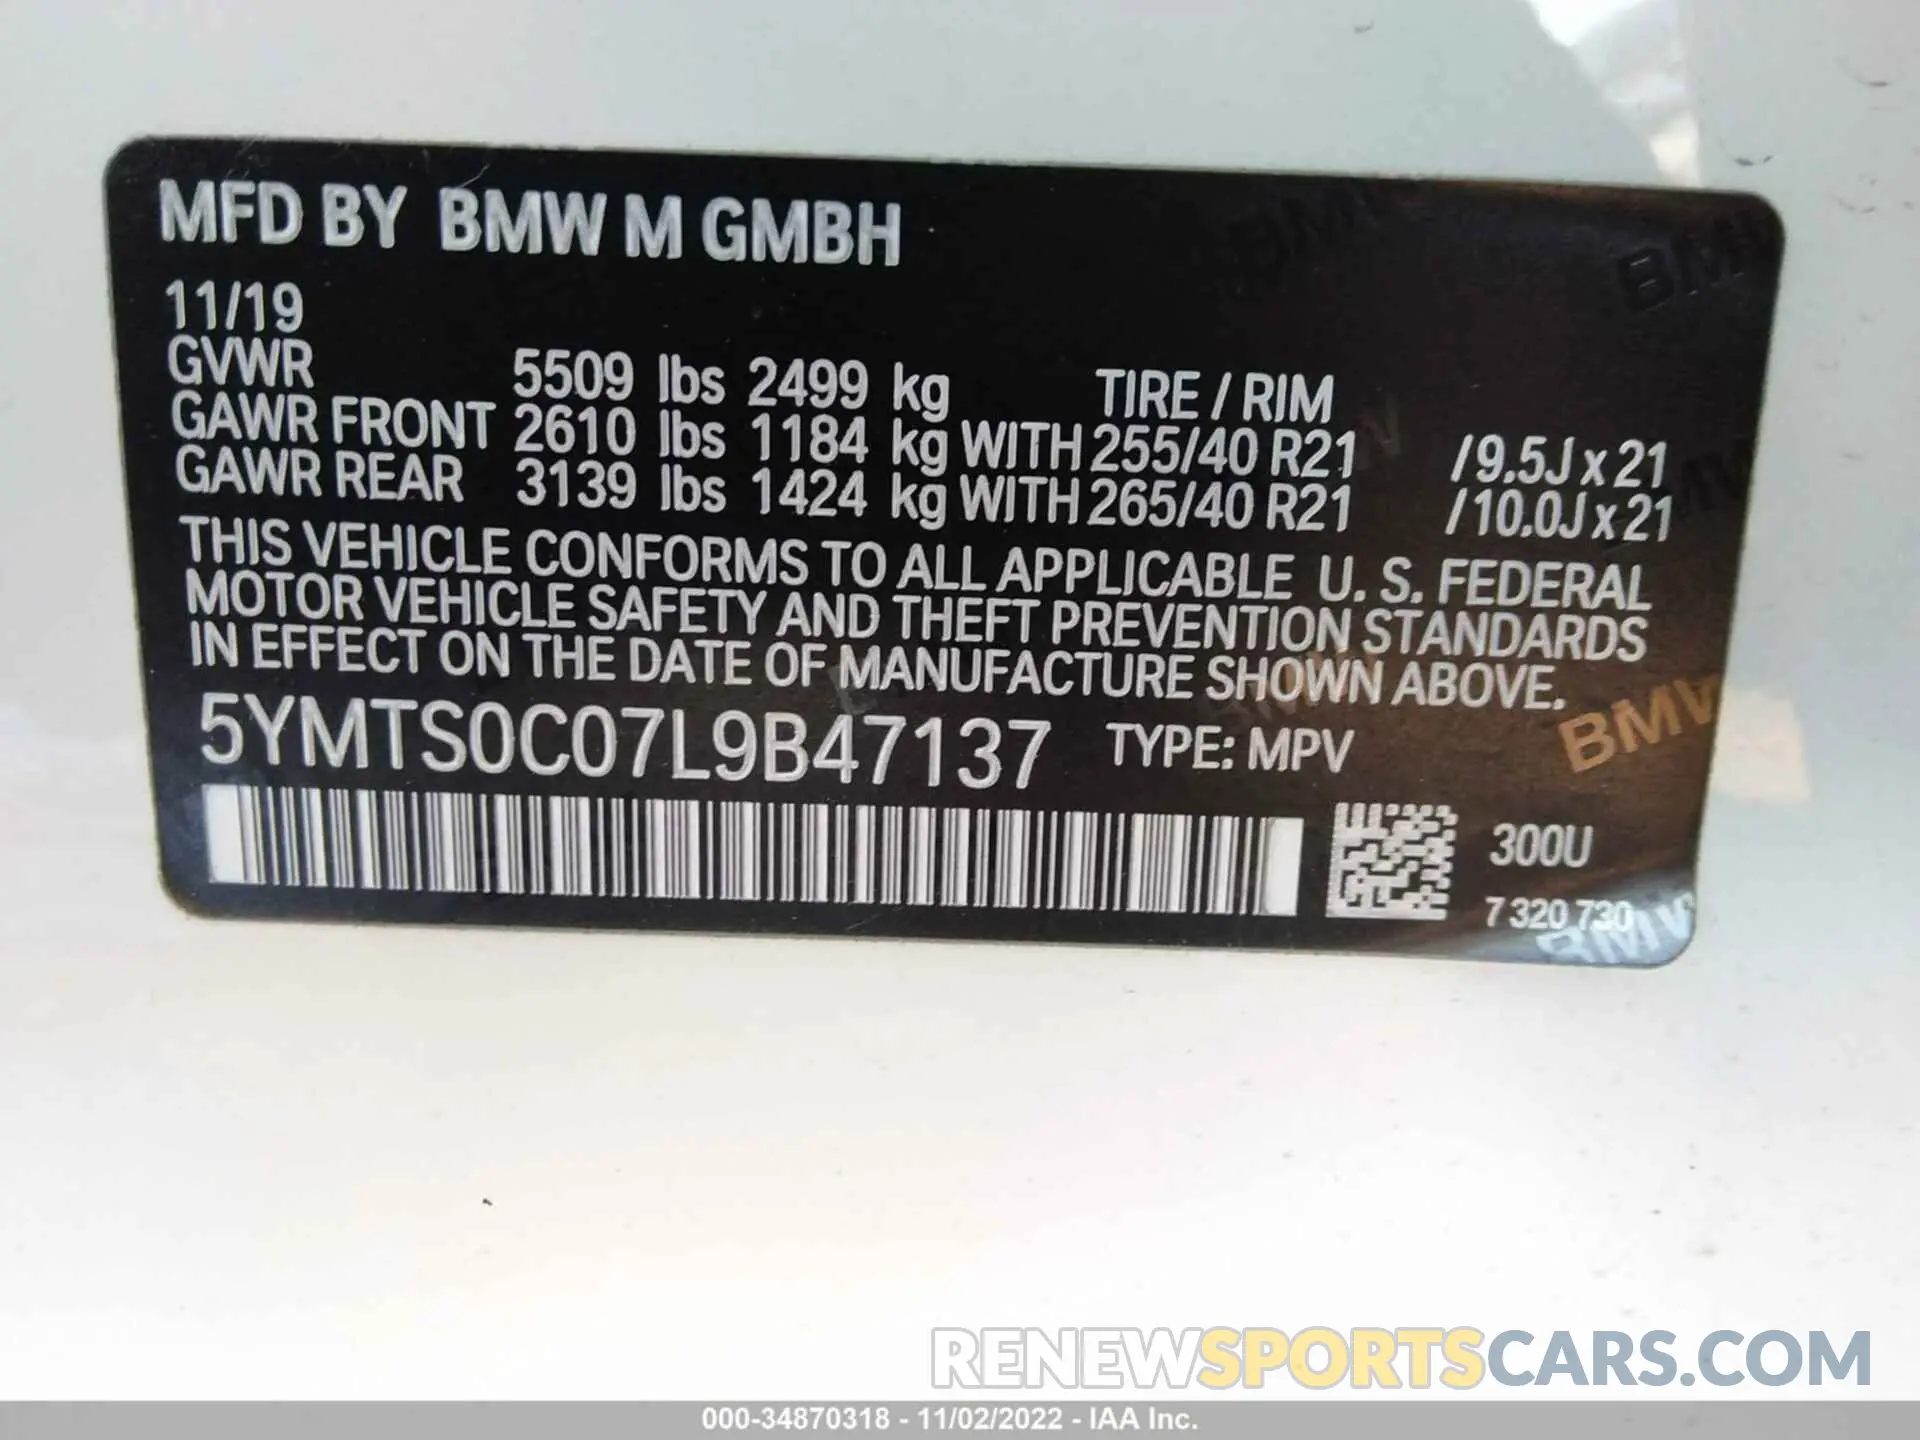 MFD BY BMW M GMBH
11/19
GVWR 5509 lbs 2499 kg TIRE / RIM
GAWR FRONT 2610 lbs 1184 kg WITH 255/40 R21 /9.5J x 21
GAWR REAR 3139 lbs 1424 kg WITH 265/40 R21 /10.0J x 21
THIS VEHICLE CONFORMS TO ALL APPLICABLE U. S. FEDERAL
MOTOR VEHICLE SAFETY AND THEFT PREVENTION STANDARDS
IN EFFECT ON THE DATE OF MANUFACTURE SHOWN ABOVE.
5YMTS0C07L9B47137 TYPE: MPV
300U
7 320 730
BMW
BMW
BMW
BMW
RENEWSPORTSCARS.COM
000-34870318 - 11/02/2022 - IAA Inc.